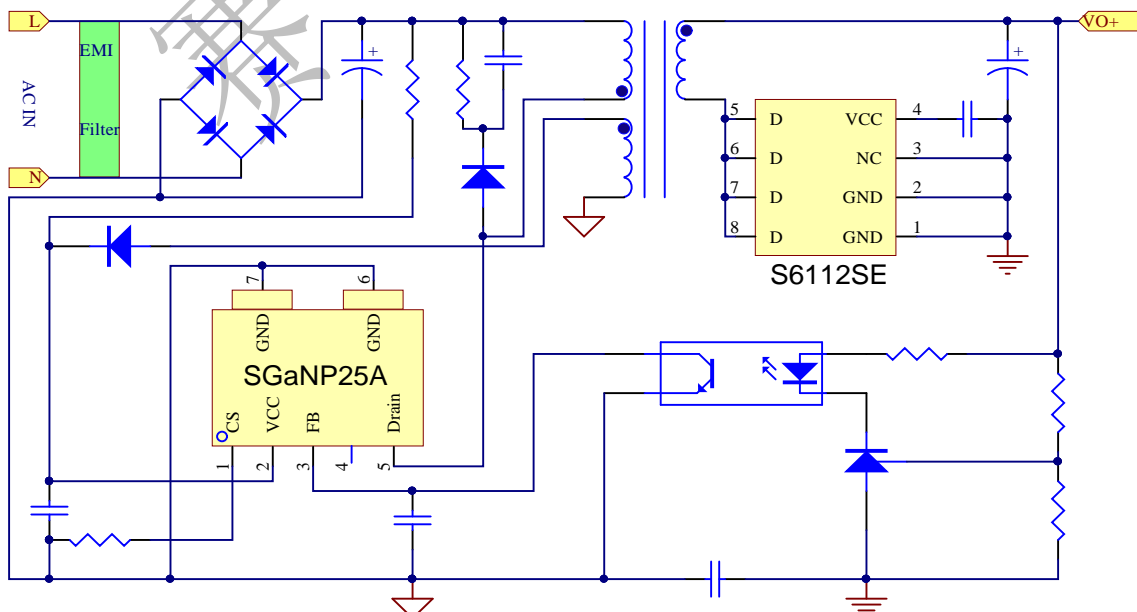 L
EMI
Filter
AC IN
N
+
+
VO+
5 D VCC 4
6 D NC 3
7 D GND 2
8 D GND 1
S6112SE
7 6
GND GND
SGaNP25A
CS VCC FB Drain
1 2 3 4 5